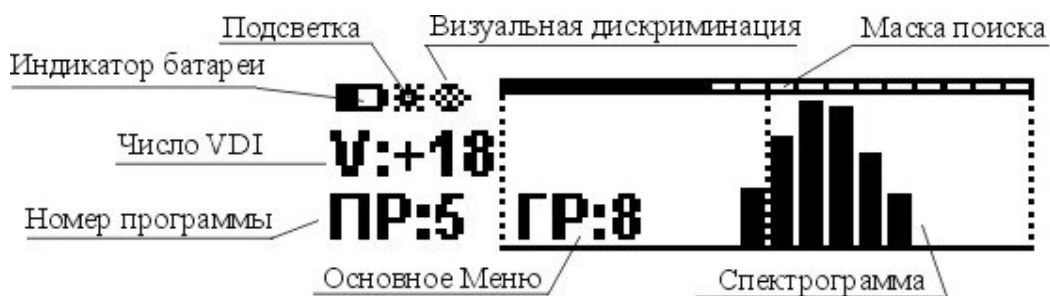 Подсветка
Визуальная дискриминация
Маска поиска
Индикатор батареи
Число VDI
V:+18
Номер программы
ПР:5
ГР:8
Основное Меню
Спектрограмма